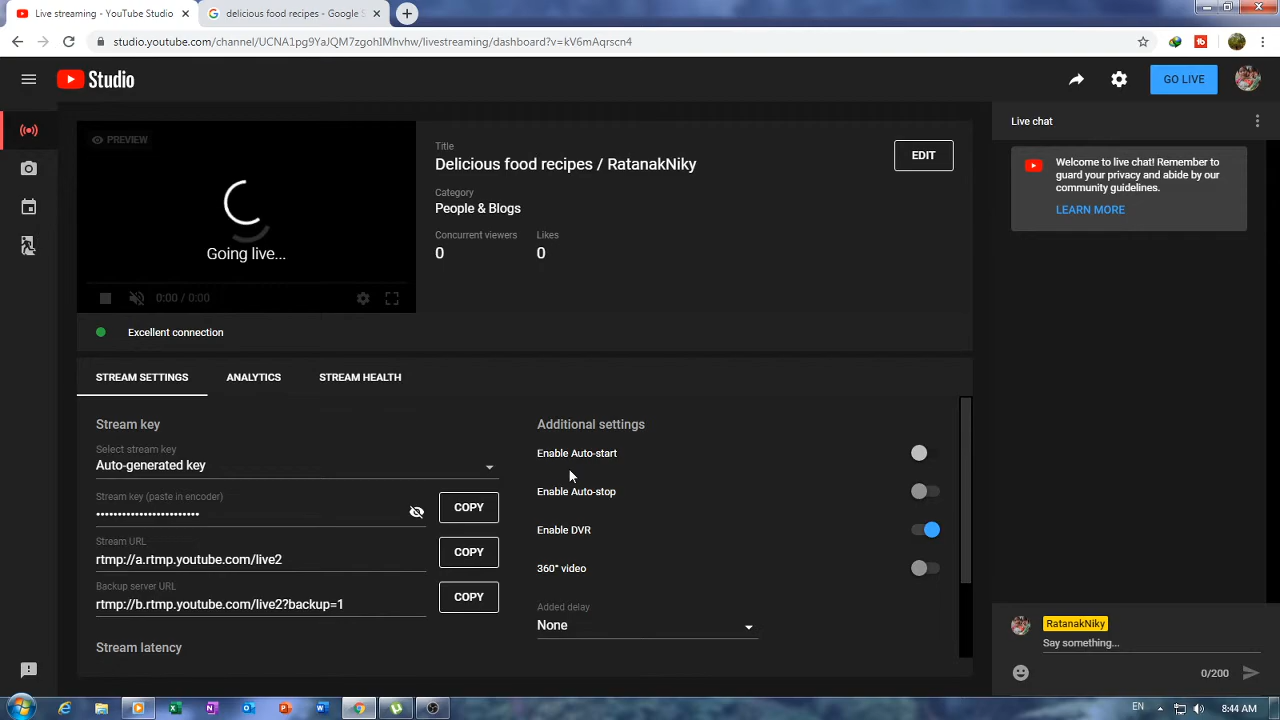 Live streaming - YouTube Studio
delicious food recipes - Google S
studio.youtube.com/channel/UCNA1pg9YaJQM7zgohIMhvhw/livestreaming/dashboard?v=kV6mAqrscn4
Studio
GO LIVE
PREVIEW
Going live...
0:00 / 0:00
Title
Delicious food recipes / RatanakNiky
EDIT
Category
People & Blogs
Concurrent viewers
Likes
0
0
Excellent connection
STREAM SETTINGS
ANALYTICS
STREAM HEALTH
Stream key
Select stream key
Auto-generated key
Stream key (paste in encoder)
••••••••••••••••••••••••
COPY
Stream URL
rtmp://a.rtmp.youtube.com/live2
COPY
Backup server URL
rtmp://b.rtmp.youtube.com/live2?backup=1
COPY
Stream latency
Additional settings
Enable Auto-start
Enable Auto-stop
Enable DVR
360° video
Added delay
None
Live chat
Welcome to live chat! Remember to
guard your privacy and abide by our
community guidelines.
LEARN MORE
RatanakNiky
Say something...
0/200
EN
8:44 AM